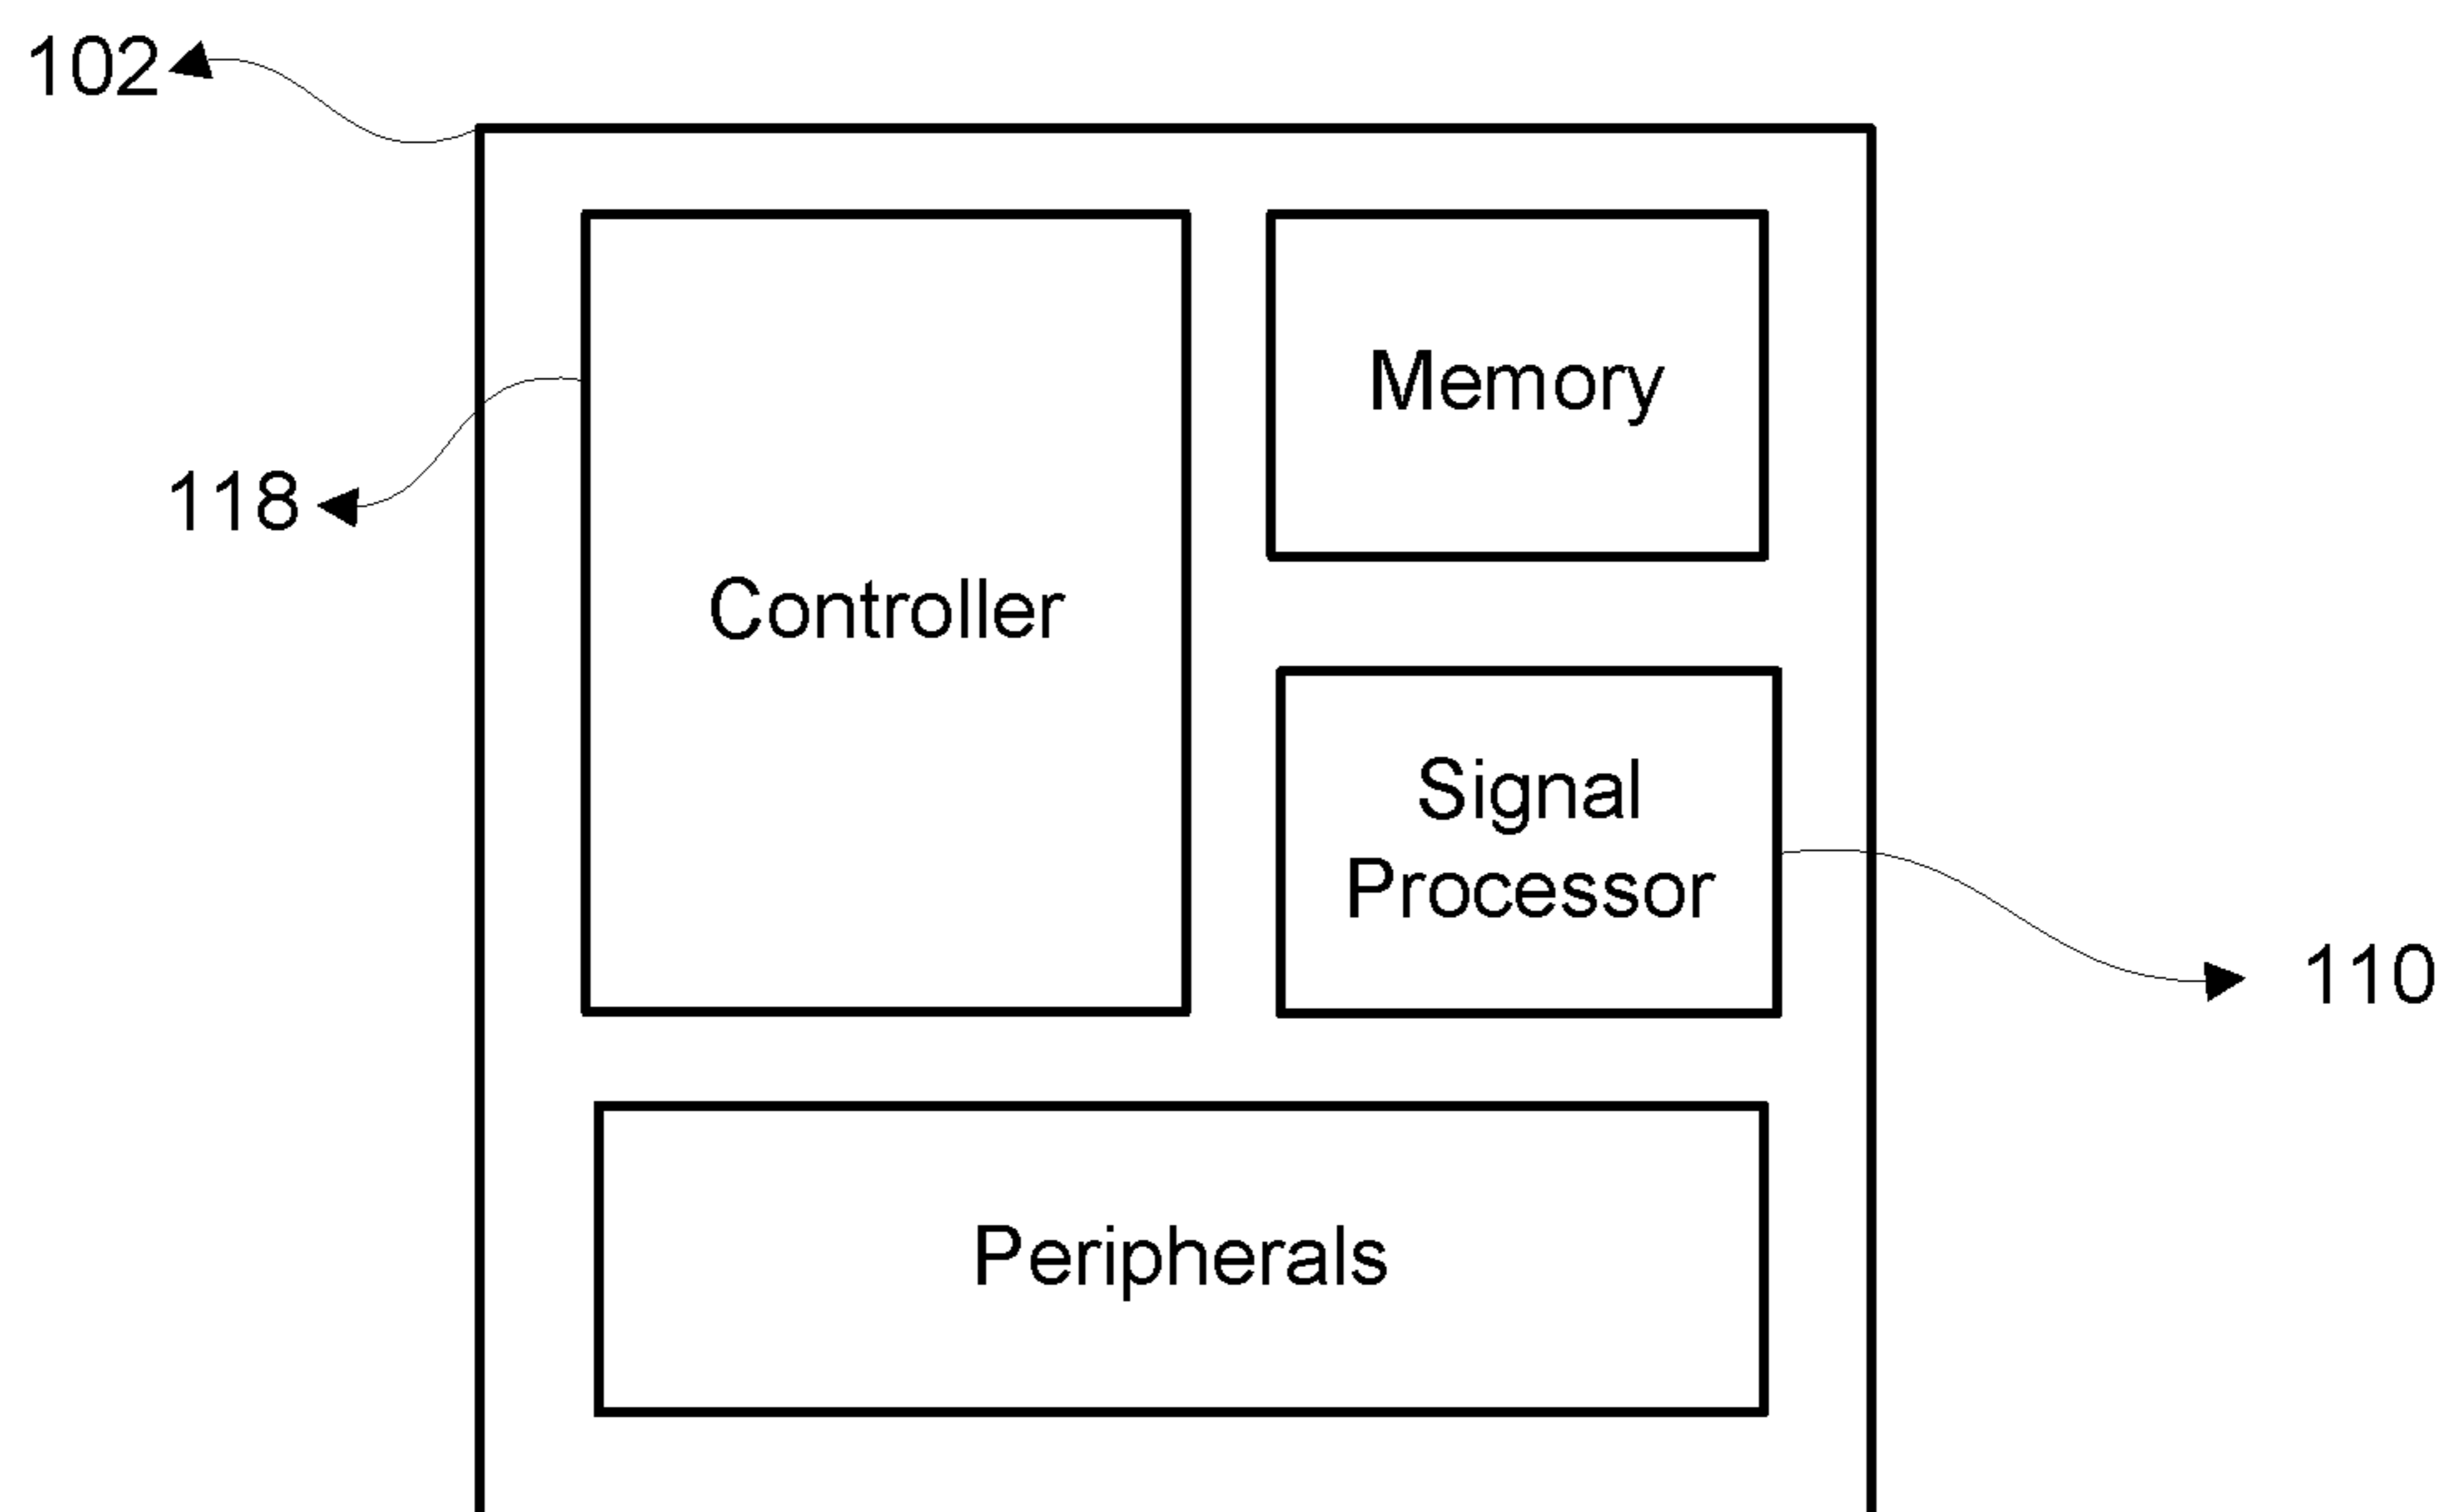 102
Memory
118
Controller
Signal
Processor
110
Peripherals